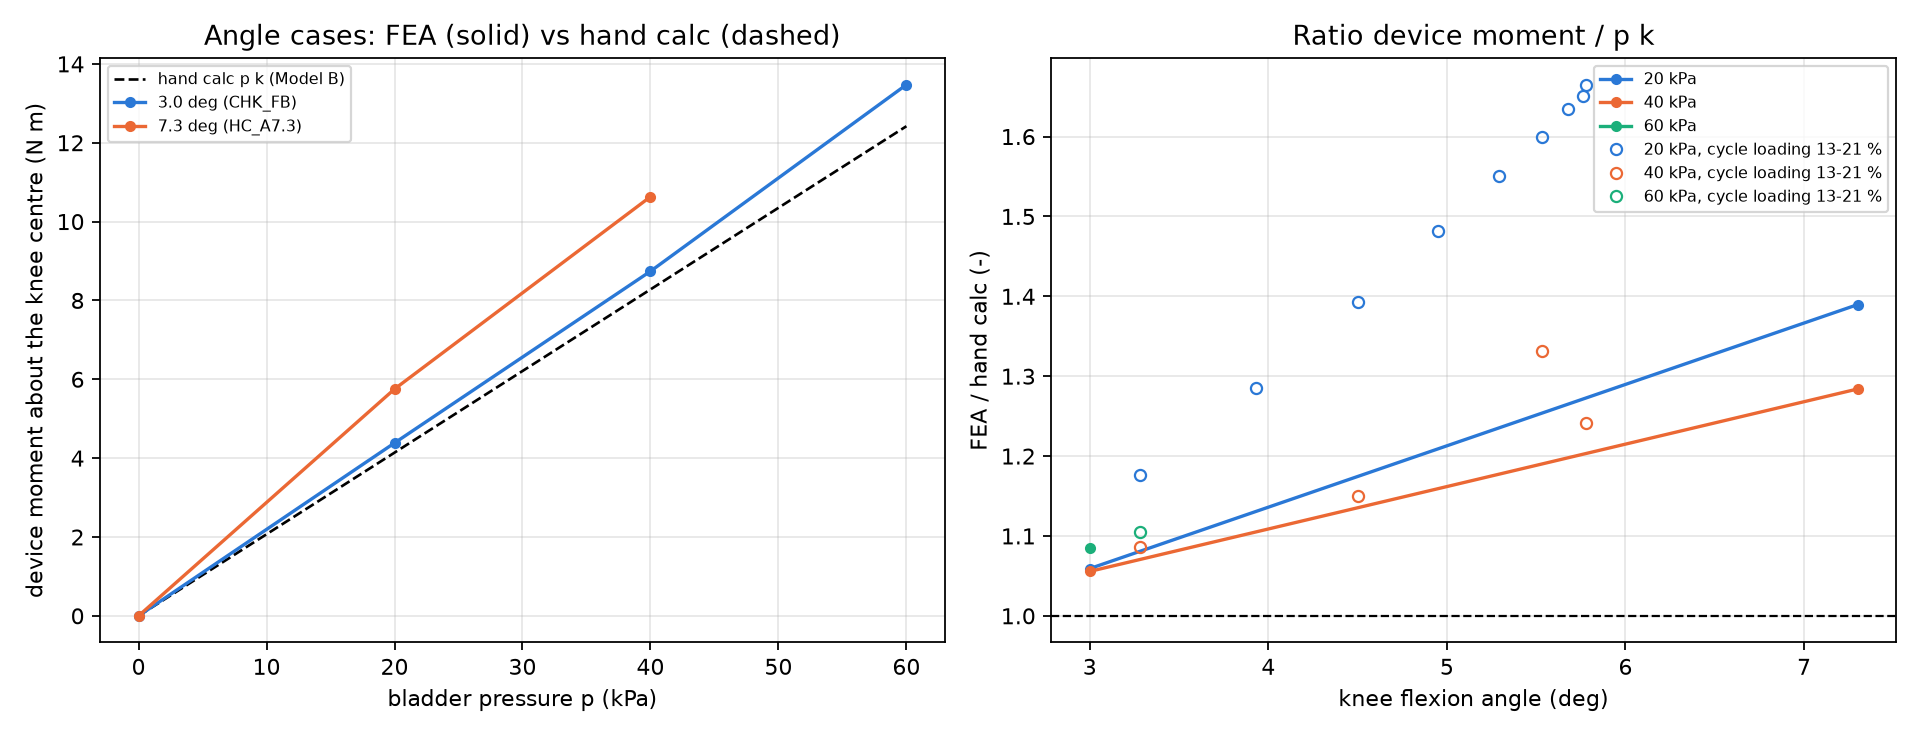 Angle cases: FEA (solid) vs hand calc (dashed)
device moment about the knee centre (N m)
14
12
10
8
6
4
2
0
hand calc p k (Model B)
3.0 deg (CHK_FB)
7.3 deg (HC_A7.3)
0 10 20 30 40 50 60
bladder pressure p (kPa)
Ratio device moment / p k
FEA / hand calc (-)
1.6
1.5
1.4
1.3
1.2
1.1
1.0
20 kPa
40 kPa
60 kPa
20 kPa, cycle loading 13-21 %
40 kPa, cycle loading 13-21 %
60 kPa, cycle loading 13-21 %
3 4 5 6 7
knee flexion angle (deg)